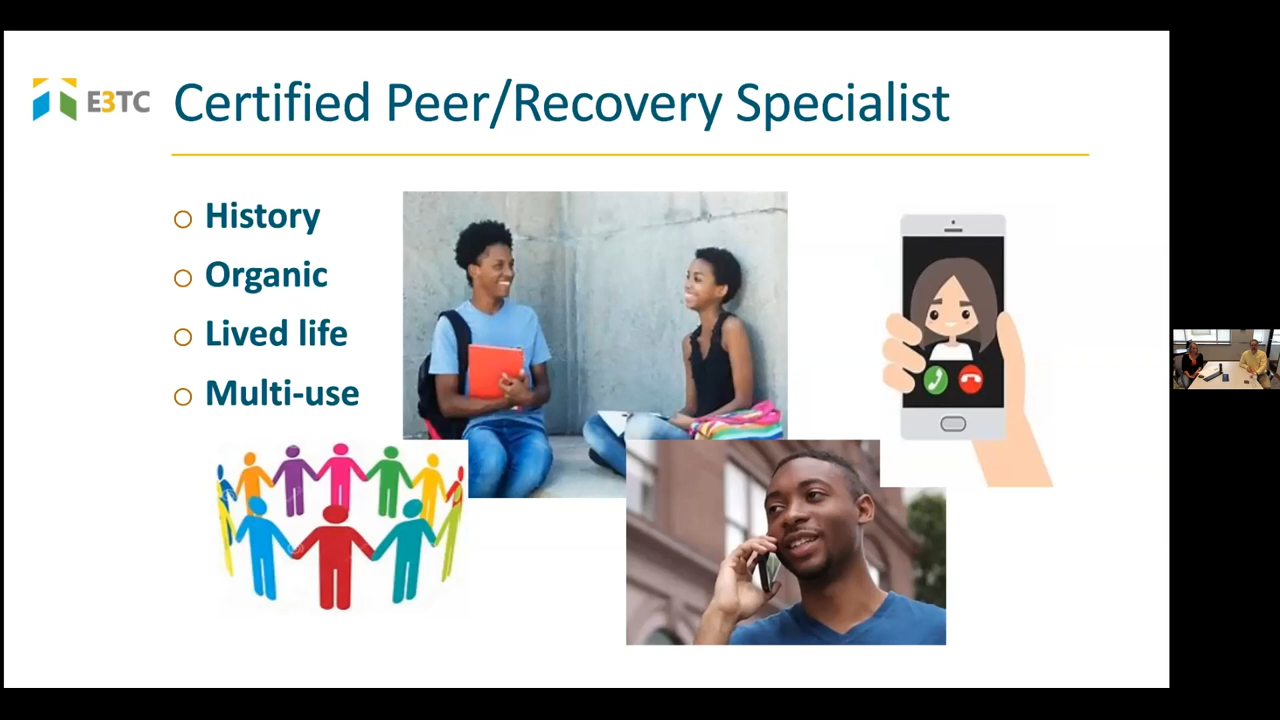 E3TC
Certified Peer/Recovery Specialist
History
Organic
Lived life
Multi-use